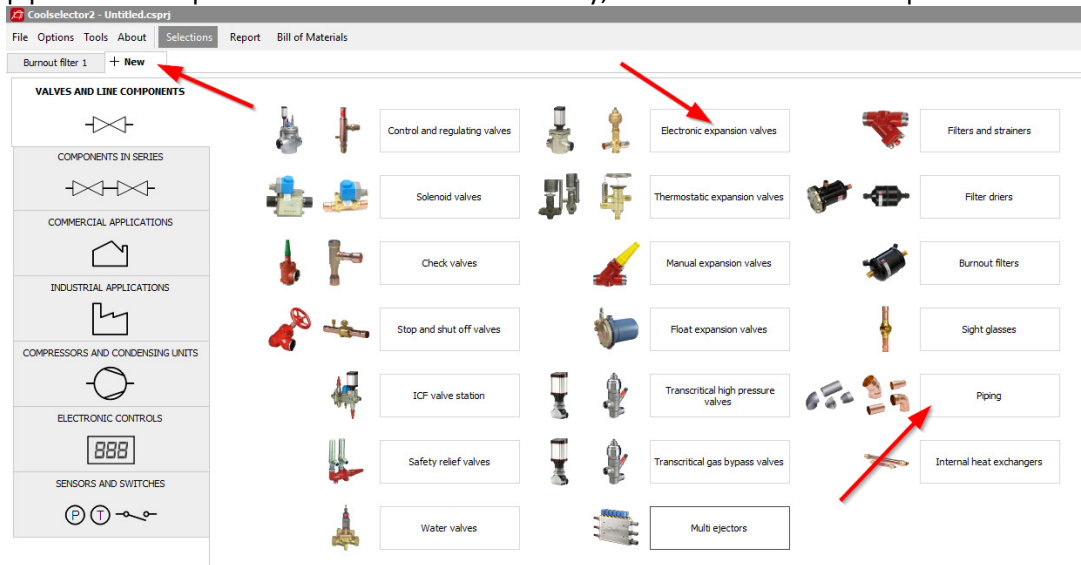 Coolselector2 - Untitled.csprj
File Options Tools About Selections Report Bill of Materials
Burnout filter 1 + New
VALVES AND LINE COMPONENTS
COMPONENTS IN SERIES
COMMERCIAL APPLICATIONS
INDUSTRIAL APPLICATIONS
COMPRESSORS AND CONDENSING UNITS
ELECTRONIC CONTROLS
888
SENSORS AND SWITCHES
P T
Control and regulating valves
Solenoid valves
Check valves
Stop and shut off valves
ICF valve station
Safety relief valves
Water valves
Electronic expansion valves
Thermostatic expansion valves
Manual expansion valves
Float expansion valves
Transcritical high pressure
valves
Transcritical gas bypass valves
Multi ejectors
Filters and strainers
Filter driers
Burnout filters
Sight glasses
Piping
Internal heat exchangers